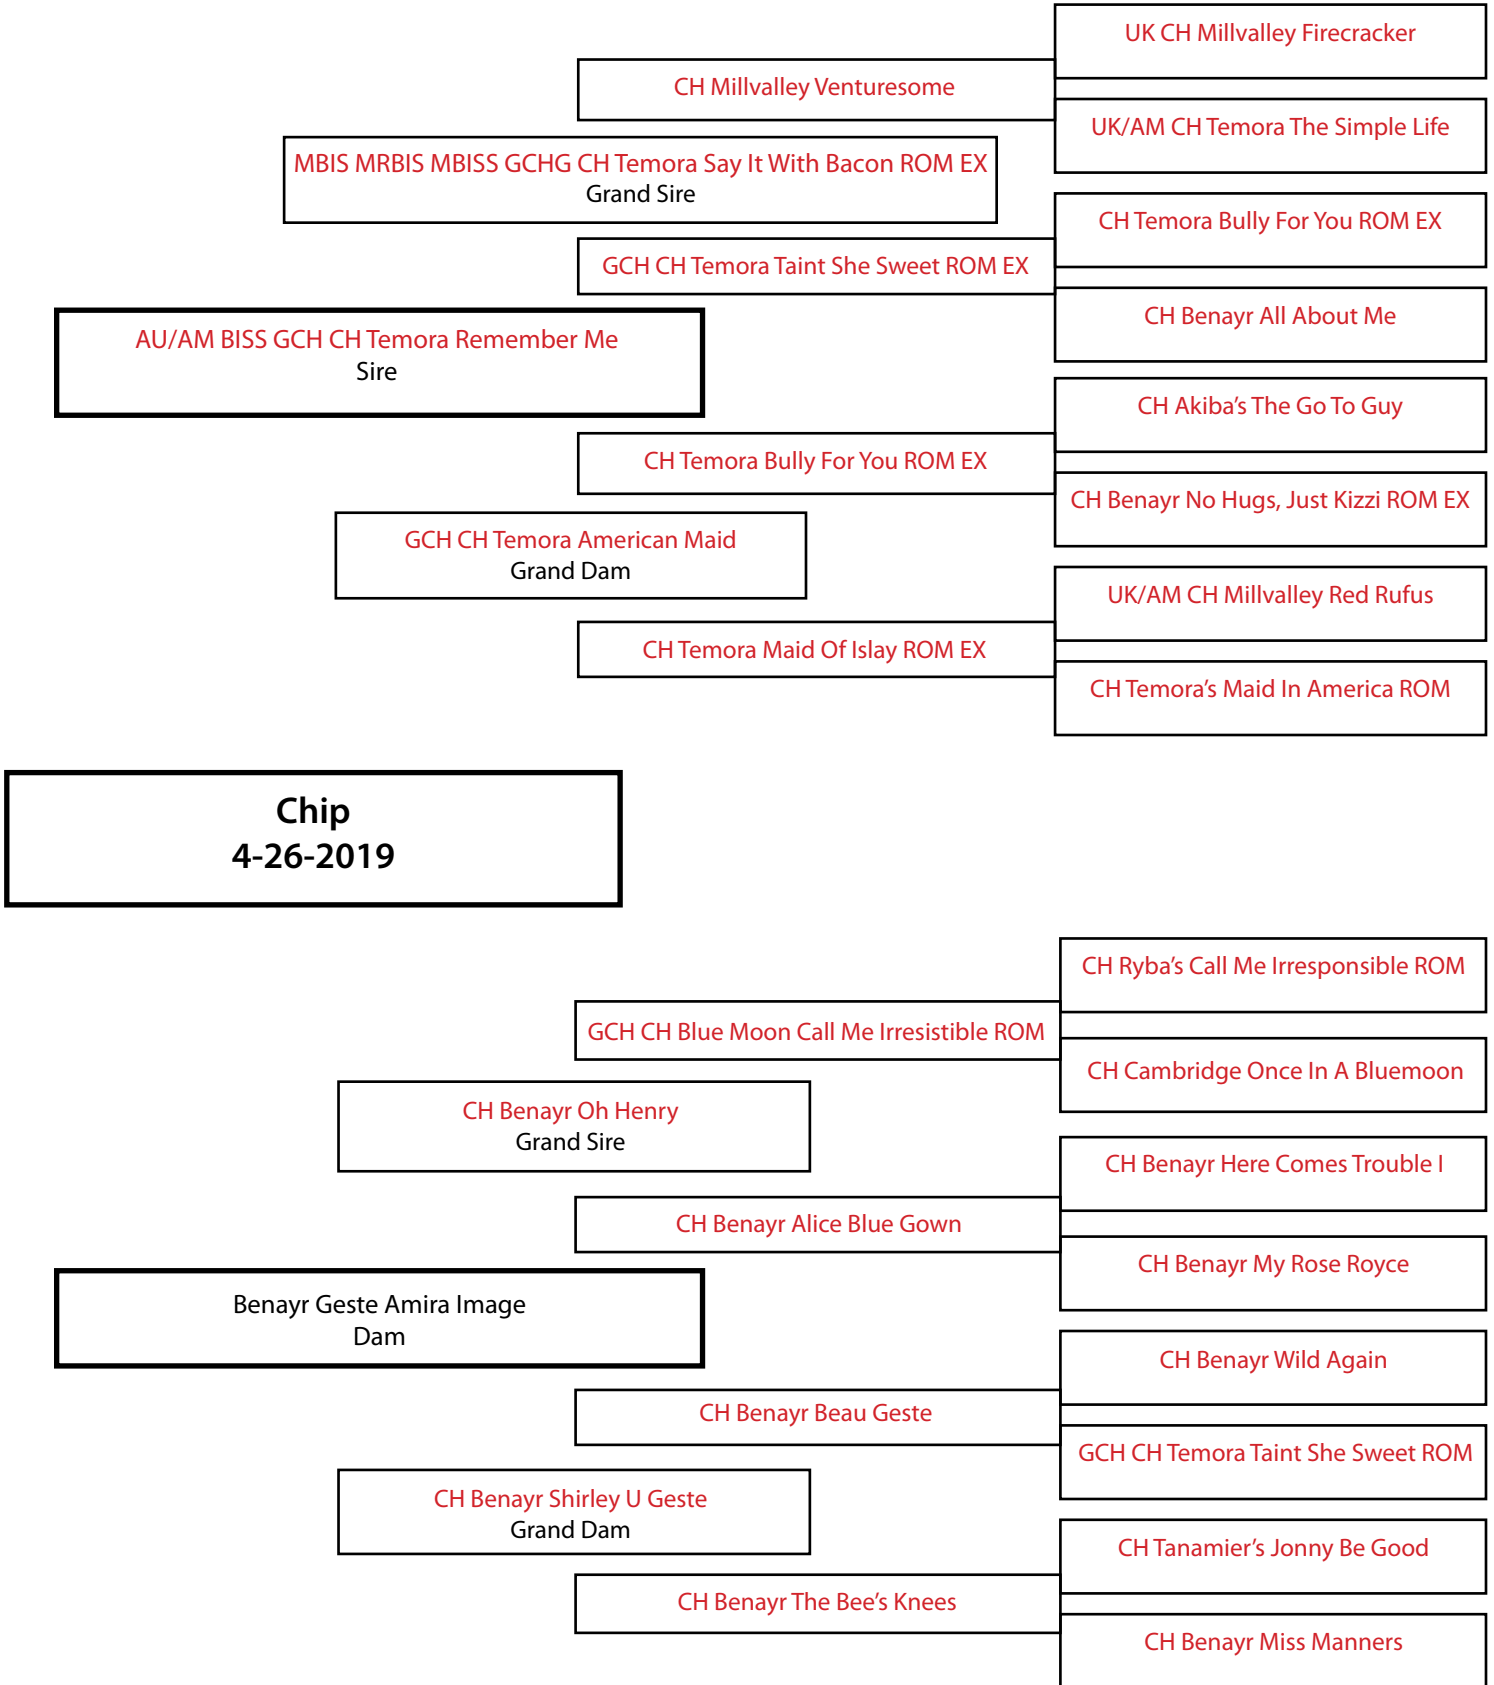 UK CH Millvalley Firecracker
CH Millvalley Venturesome
UK/AM CH Temora The Simple Life
MBIS MRBIS MBISS GCHG CH Temora Say It With Bacon ROM EX
Grand Sire
CH Temora Bully For You ROM EX
GCH CH Temora Taint She Sweet ROM EX
CH Benayr All About Me
AU/AM BISS GCH CH Temora Remember Me
Sire
CH Akiba's The Go To Guy
CH Temora Bully For You ROM EX
CH Benayr No Hugs, Just Kizzi ROM EX
GCH CH Temora American Maid
Grand Dam
UK/AM CH Millvalley Red Rufus
CH Temora Maid Of Islay ROM EX
CH Temora's Maid In America ROM
Chip
4-26-2019
CH Ryba's Call Me Irresponsible ROM
GCH CH Blue Moon Call Me Irresistible ROM
CH Cambridge Once In A Bluemoon
CH Benayr Oh Henry
Grand Sire
CH Benayr Here Comes Trouble I
CH Benayr Alice Blue Gown
CH Benayr My Rose Royce
Benayr Geste Amira Image
Dam
CH Benayr Wild Again
CH Benayr Beau Geste
GCH CH Temora Taint She Sweet ROM
CH Benayr Shirley U Geste
Grand Dam
CH Tanamier's Jonny Be Good
CH Benayr The Bee's Knees
CH Benayr Miss Manners